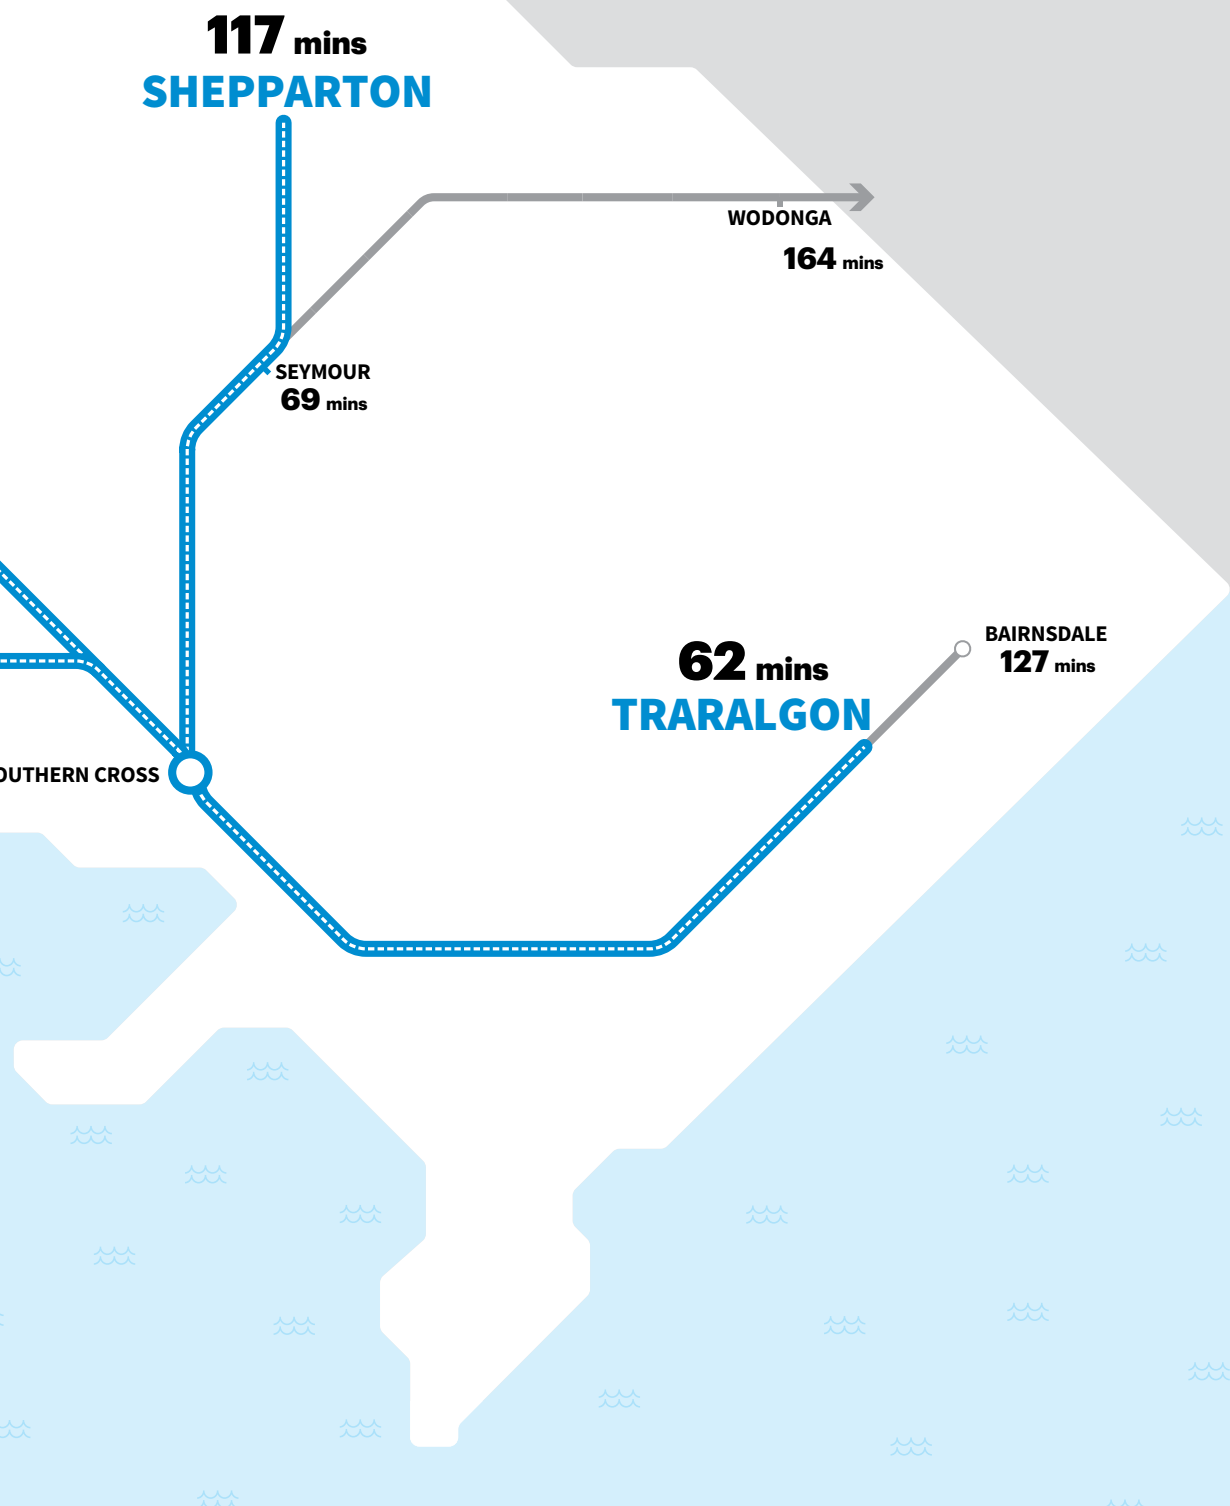 117 mins
SHEPPARTON
WODONGA
164 mins
SEYMOUR
69 mins
BAIRNSDALE
127 mins
62 mins
TRARALGON
OUTHERN CROSS